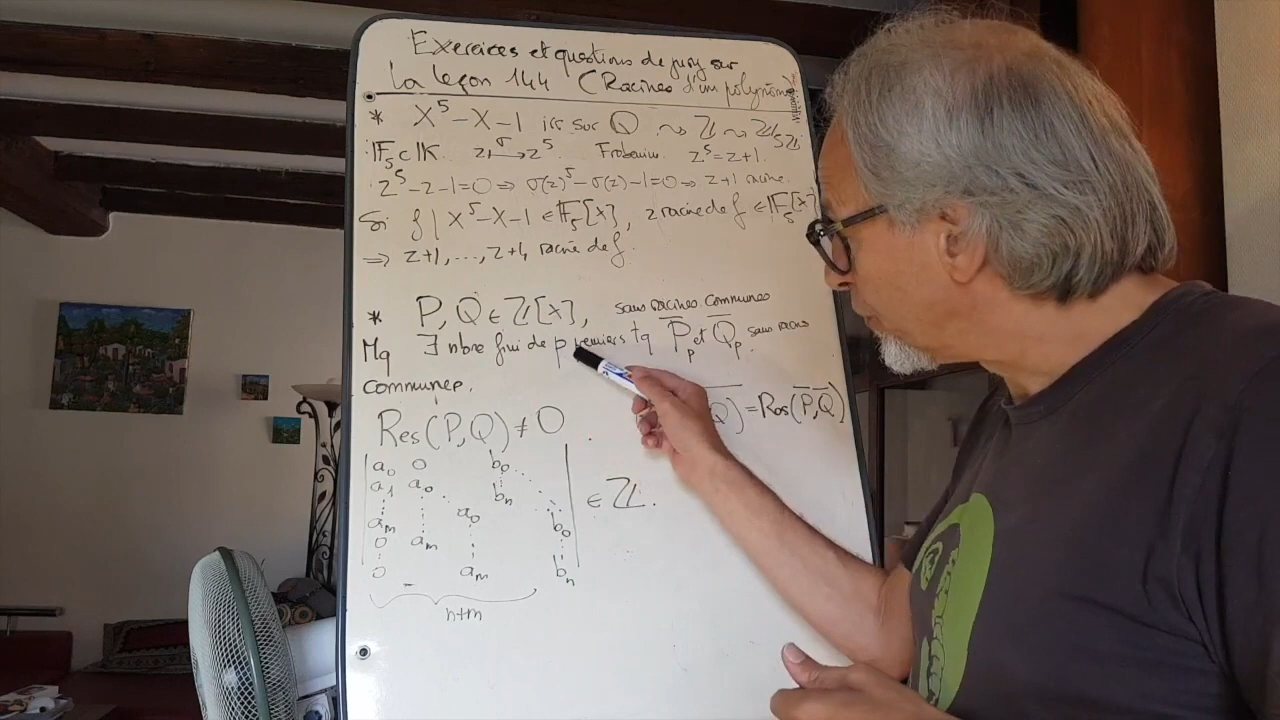 Exercices et questions de jury sur
la leçon 144 (Racines d'un polynôme)
* X⁵-X-1 irr sur Q ⇝ Z ⇝ Z/5Z
F₅⊂K. z ↦^σ z⁵ Frobenius z⁵=z+1.
z⁵-z-1=0 ⇒ σ(z)⁵-σ(z)-1=0 ⇒ z+1 racine.
Si f | X⁵-X-1 ∈ F₅[X], z racine de f ∈ F₅[X]
⇒ z+1,...,z+4 racine de f.
* P, Q ∈ Z[X], sans racines communes
Mq ∃ nbre fini de premiers tq P̄_p et Q̄_p sans racines
communes.
Res(P,Q) ≠ 0. Q) = Res(P̄,Q̄)
a₀ 0 b₀
a₁ a₀ bₙ ∈ Z.
aₘ a₀ b₀
0 aₘ
0 aₘ bₙ
n+m